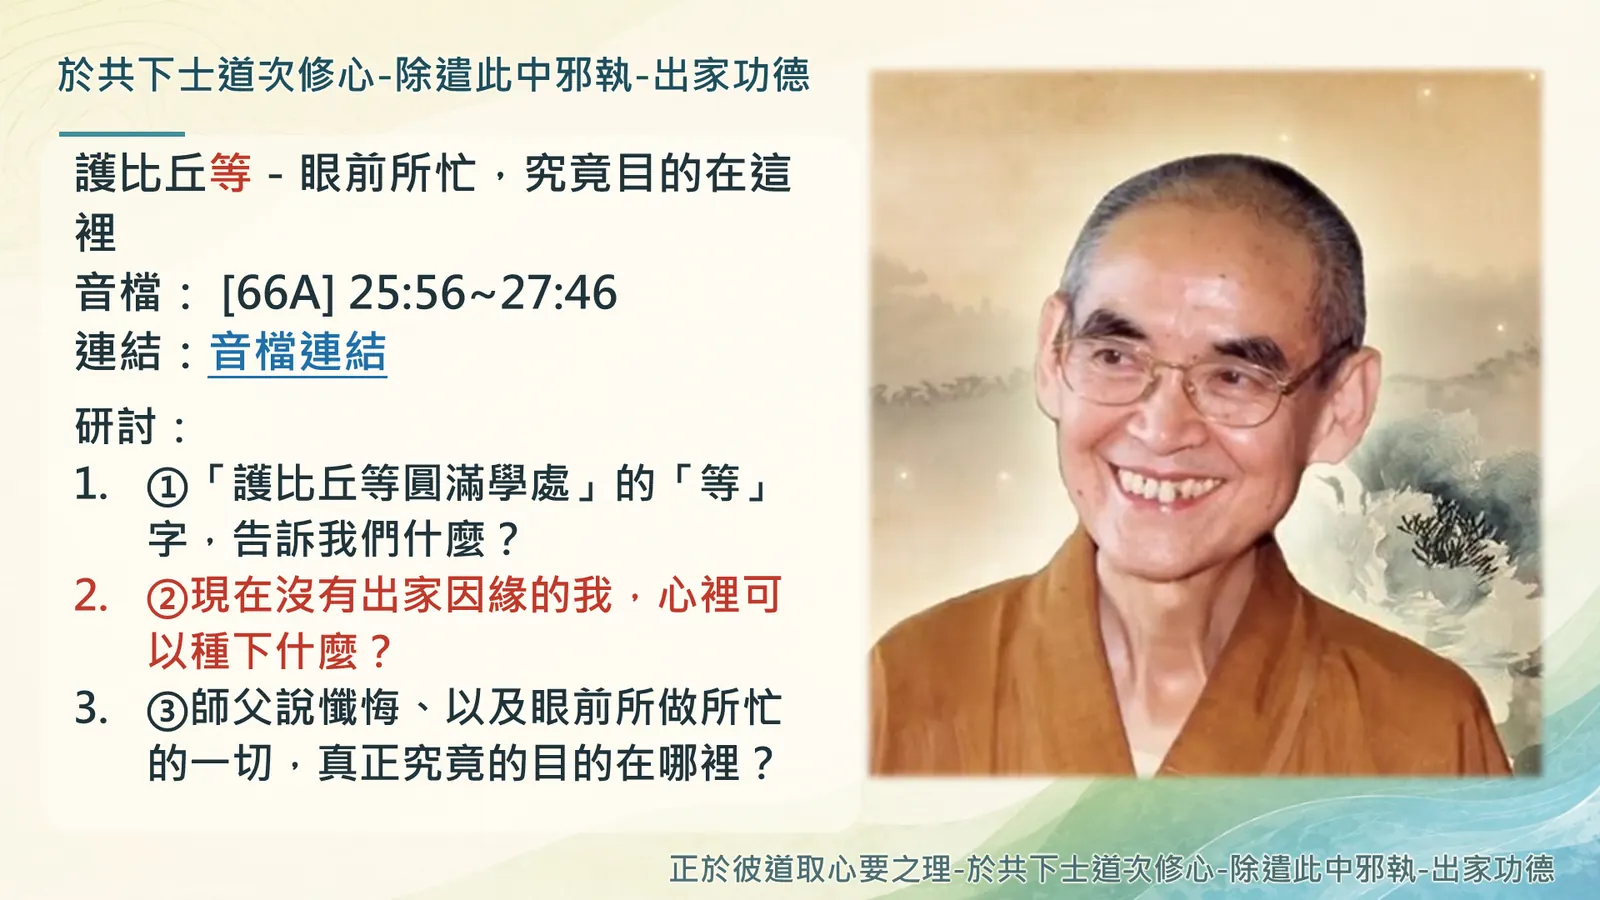 於共下士道次修心-除遣此中邪執-出家功德
護比丘等 - 眼前所忙，究竟目的在這
裡
音檔： [66A] 25:56~27:46
連結：音檔連結
研討：
1. ①「護比丘等圓滿學處」的「等」
字，告訴我們什麼？
2. ②現在沒有出家因緣的我，心裡可
以種下什麼？
3. ③師父說懺悔、以及眼前所做所忙
的一切，真正究竟的目的在哪裡？
正於彼道取心要之理-於共下士道次修心-除遣此中邪執-出家功德